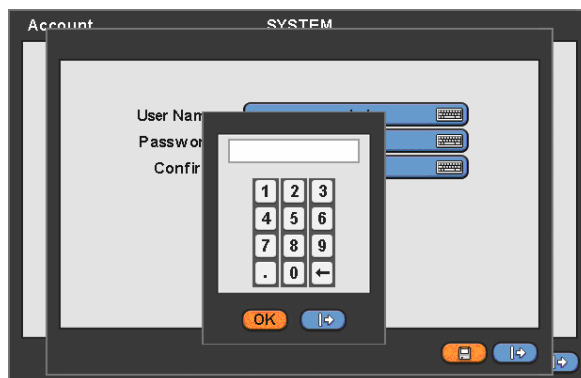 Account SYSTEM
User Nam
Passwor
Confir
1 2 3
4 5 6
7 8 9
. 0 ←
OK